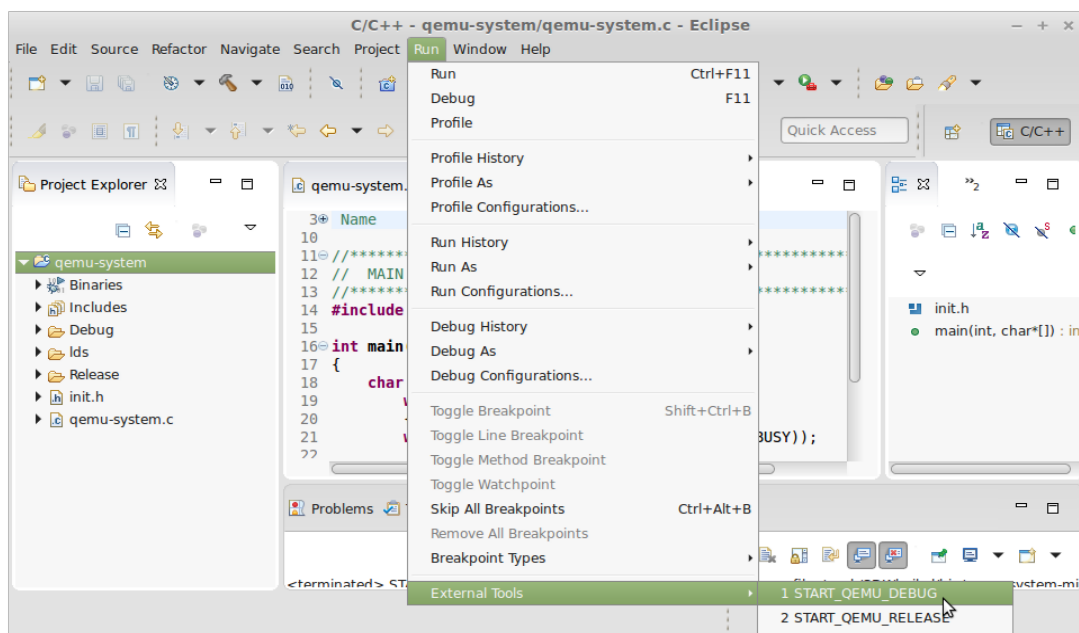 C/C++ - qemu-system/qemu-system.c - Eclipse
File Edit Source Refactor Navigate Search Project Run Window Help
Quick Access
C/C++
Project Explorer
qemu-system
Binaries
Includes
Debug
lds
Release
init.h
qemu-system.c
qemu-system.
3 Name
10
11 //*******
12 // MAIN
13 //*******
14 #include
15
16 int main(
17 {
18 char
19
20
21 BUSY));
22
Run Ctrl+F11
Debug F11
Profile
Profile History
Profile As
Profile Configurations...
Run History
Run As
Run Configurations...
Debug History
Debug As
Debug Configurations...
Toggle Breakpoint Shift+Ctrl+B
Toggle Line Breakpoint
Toggle Method Breakpoint
Toggle Watchpoint
Skip All Breakpoints Ctrl+Alt+B
Remove All Breakpoints
Breakpoint Types
External Tools
1 START_QEMU_DEBUG
2 START_QEMU_RELEASE
2
init.h
main(int, char*[]) : in
Problems
<terminated> ST